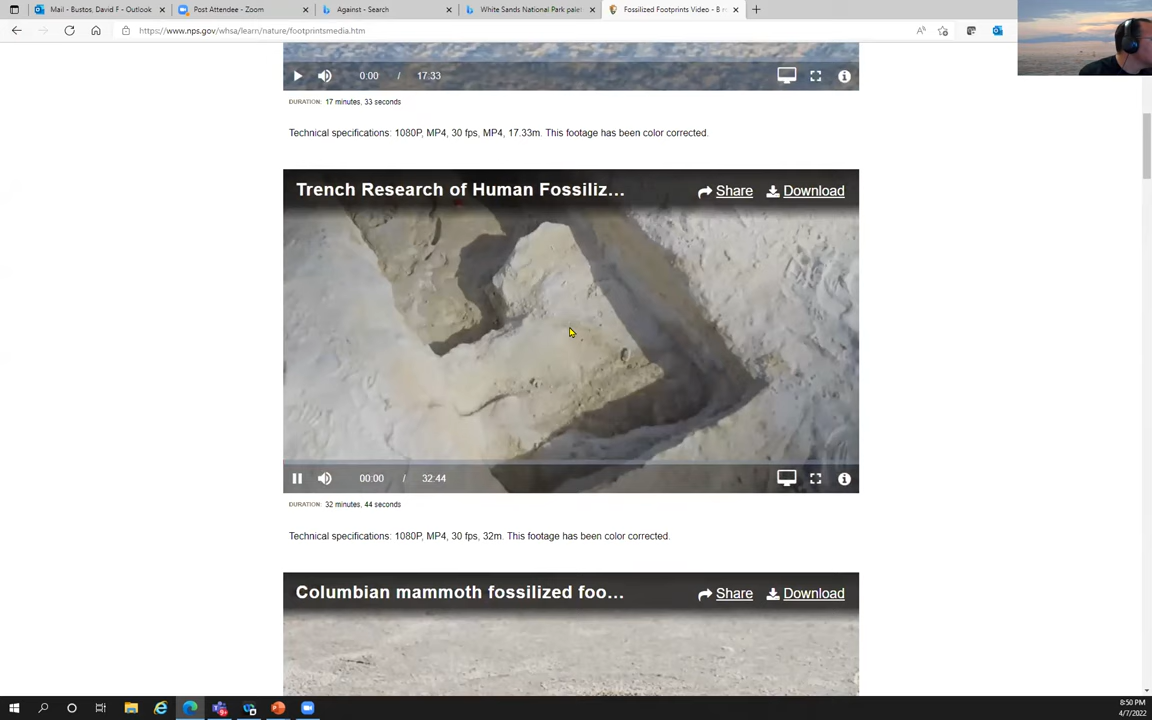 Mail - Bustos, David F - Outlook
Post Attendee - Zoom
Against - Search
White Sands National Park pale
Fossilized Footprints Video - B
https://www.nps.gov/whsa/learn/nature/footprintsmedia.htm
0:00 / 17:33
DURATION: 17 minutes, 33 seconds
Technical specifications: 1080P, MP4, 30 fps, MP4, 17.33m. This footage has been color corrected.
Trench Research of Human Fossiliz... Share Download
00:00 / 32:44
DURATION: 32 minutes, 44 seconds
Technical specifications: 1080P, MP4, 30 fps, 32m. This footage has been color corrected.
Columbian mammoth fossilized foo... Share Download
8:50 PM
4/7/2022